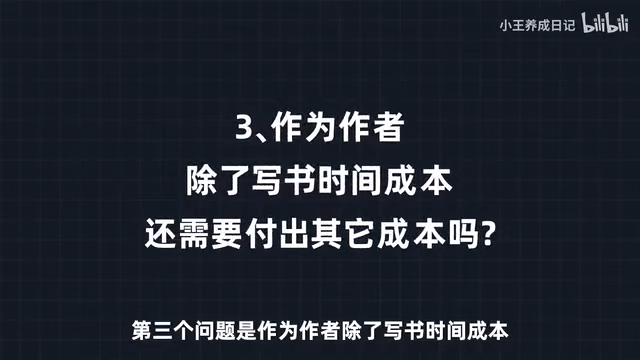 小王养成日记 bilibili
3、作为作者
除了写书时间成本
还需要付出其它成本吗?
第三个问题是作为作者除了写书时间成本